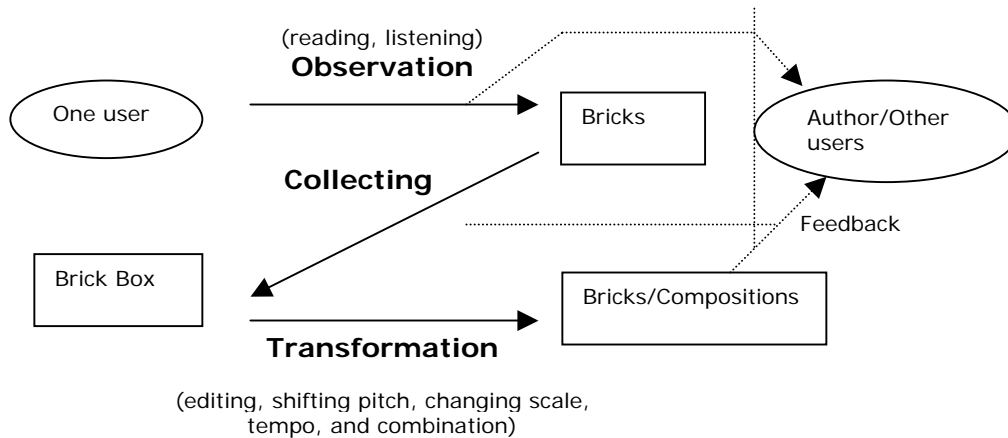 (reading, listening)
Observation
One user
Bricks
Author/Other
users
Collecting
Feedback
Brick Box
Bricks/Compositions
Transformation
(editing, shifting pitch, changing scale,
tempo, and combination)